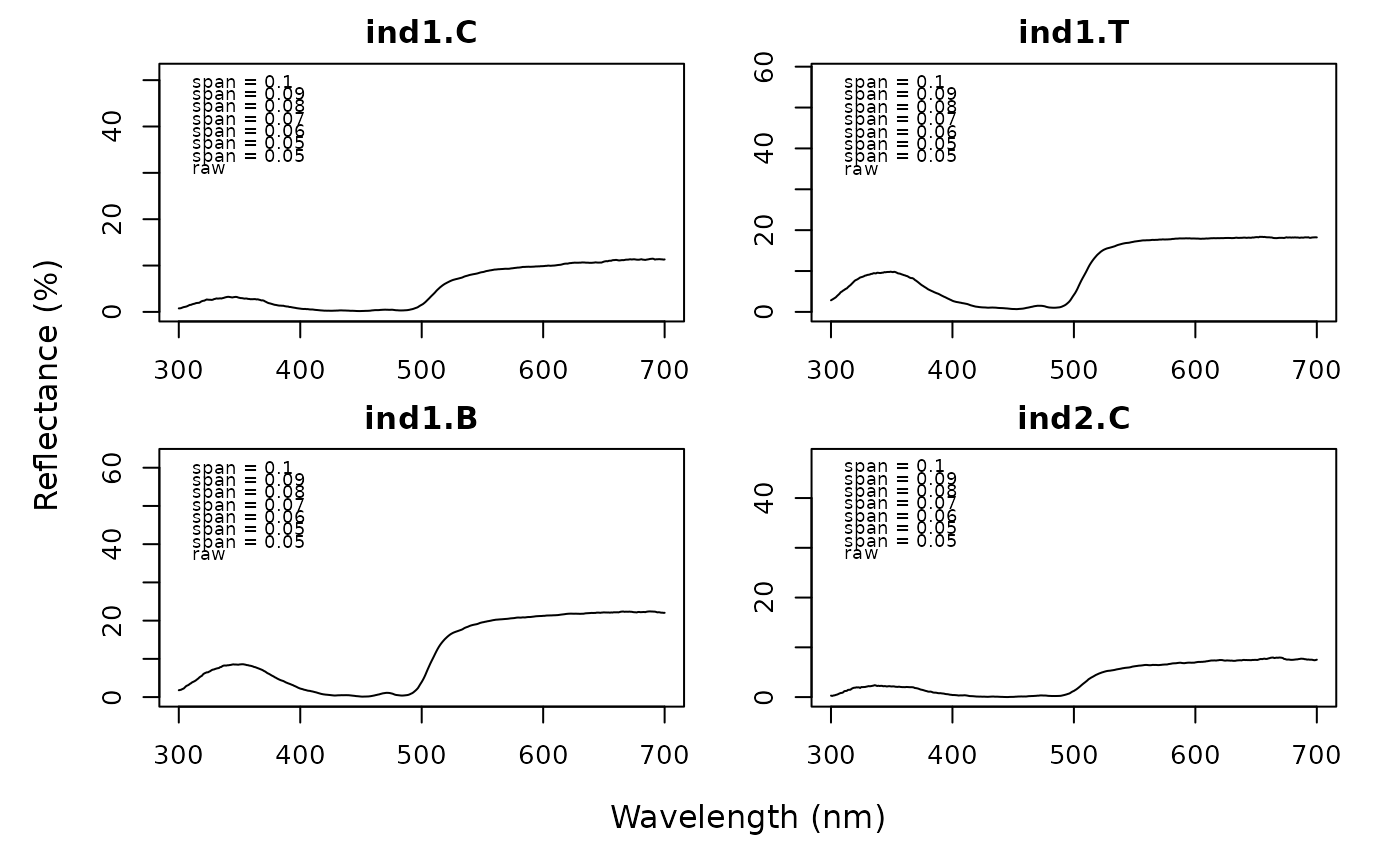 ind1.C
span = 0.1
span = 0.09
span = 0.08
span = 0.07
span = 0.06
span = 0.05
span = 0.05
raw
0 20 40
300 400 500 600 700
ind1.T
span = 0.1
span = 0.09
span = 0.08
span = 0.07
span = 0.06
span = 0.05
span = 0.05
raw
0 20 40 60
300 400 500 600 700
ind1.B
span = 0.1
span = 0.09
span = 0.08
span = 0.07
span = 0.06
span = 0.05
span = 0.05
raw
0 20 40 60
300 400 500 600 700
ind2.C
span = 0.1
span = 0.09
span = 0.08
span = 0.07
span = 0.06
span = 0.05
span = 0.05
raw
0 20 40
300 400 500 600 700
Reflectance (%)
Wavelength (nm)